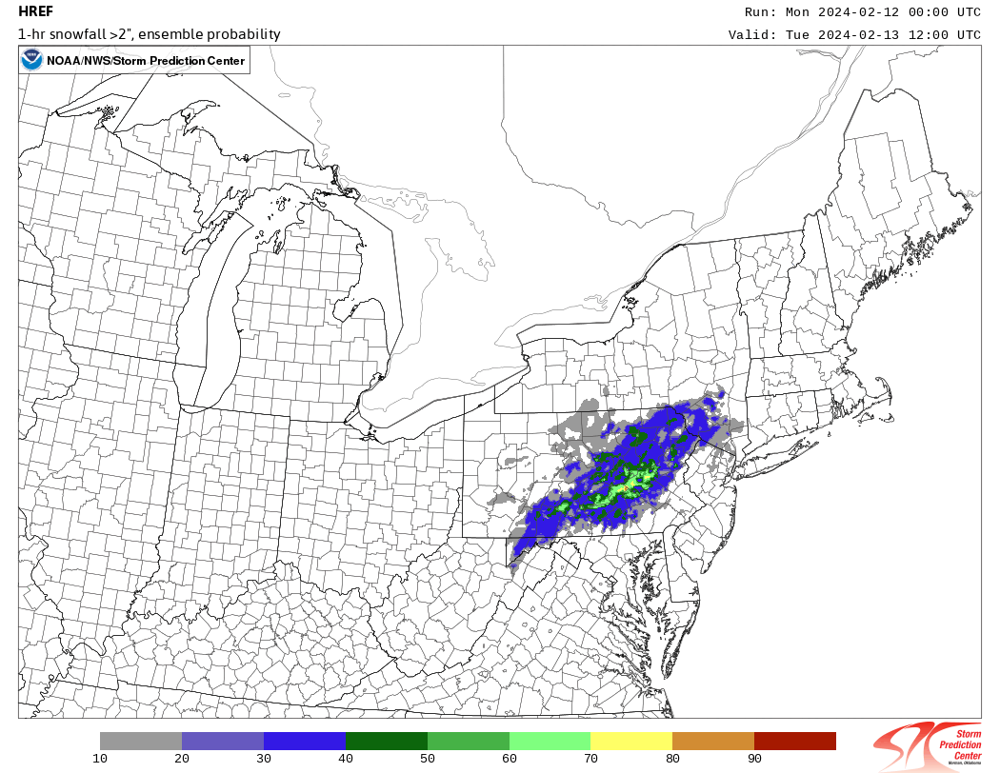 HREF
Run: Mon 2024-02-12 00:00 UTC
1-hr snowfall >2", ensemble probability
Valid: Tue 2024-02-13 12:00 UTC
NOAA/NWS/Storm Prediction Center
10 20 30 40 50 60 70 80 90
Storm
Prediction
Center
Norman, Oklahoma